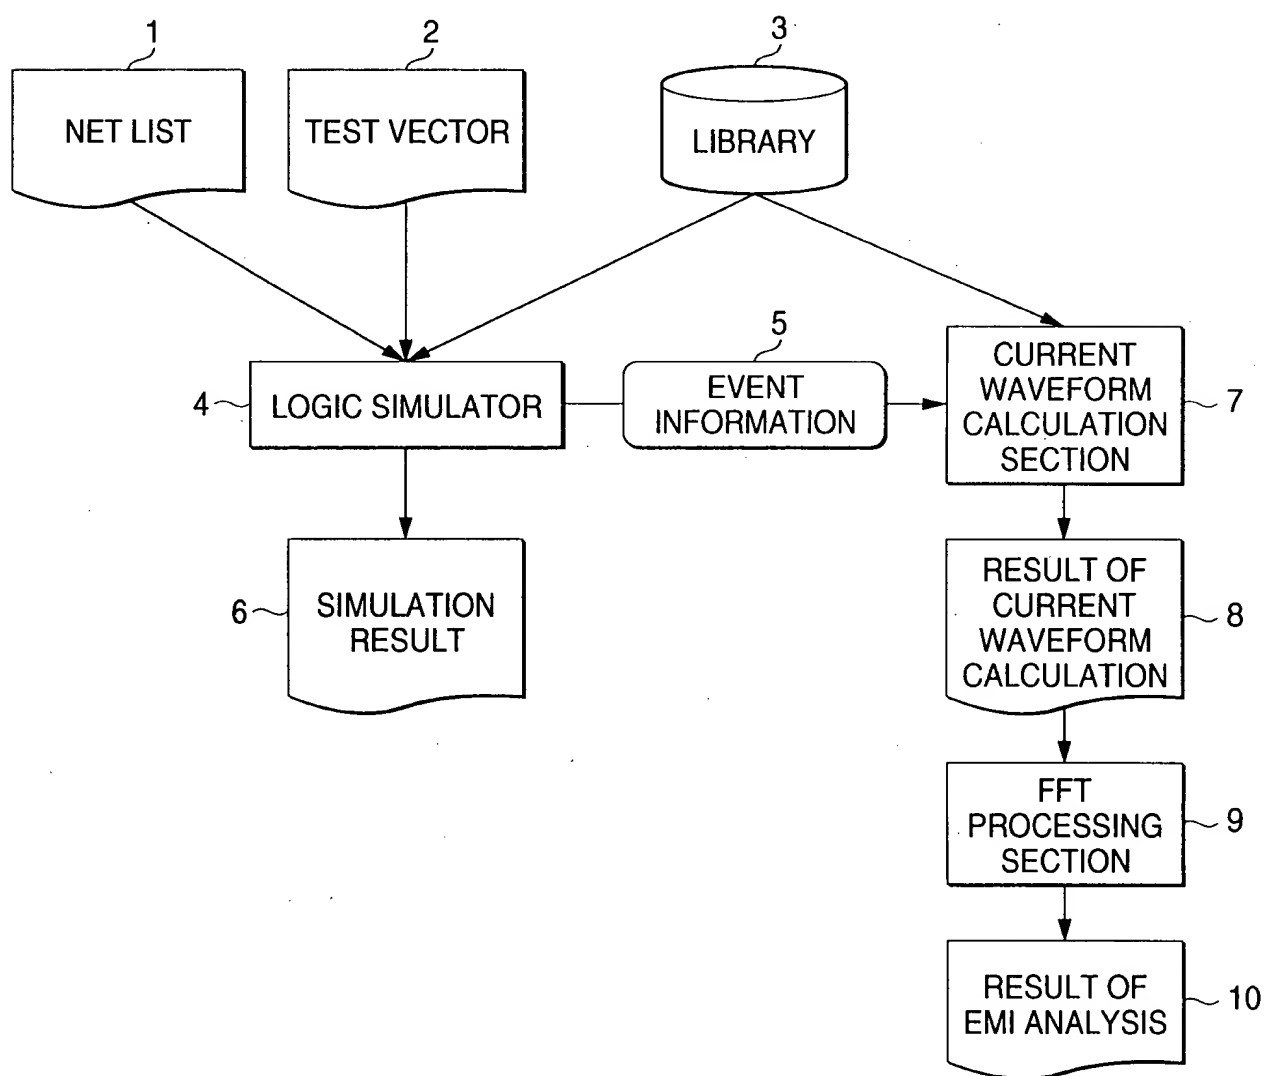 1
2
3
NET LIST
TEST VECTOR
LIBRARY
4
LOGIC SIMULATOR
5
EVENT
INFORMATION
CURRENT
WAVEFORM
CALCULATION
SECTION
7
6
SIMULATION
RESULT
RESULT OF
CURRENT
WAVEFORM
CALCULATION
8
FFT
PROCESSING
SECTION
9
RESULT OF
EMI ANALYSIS
10